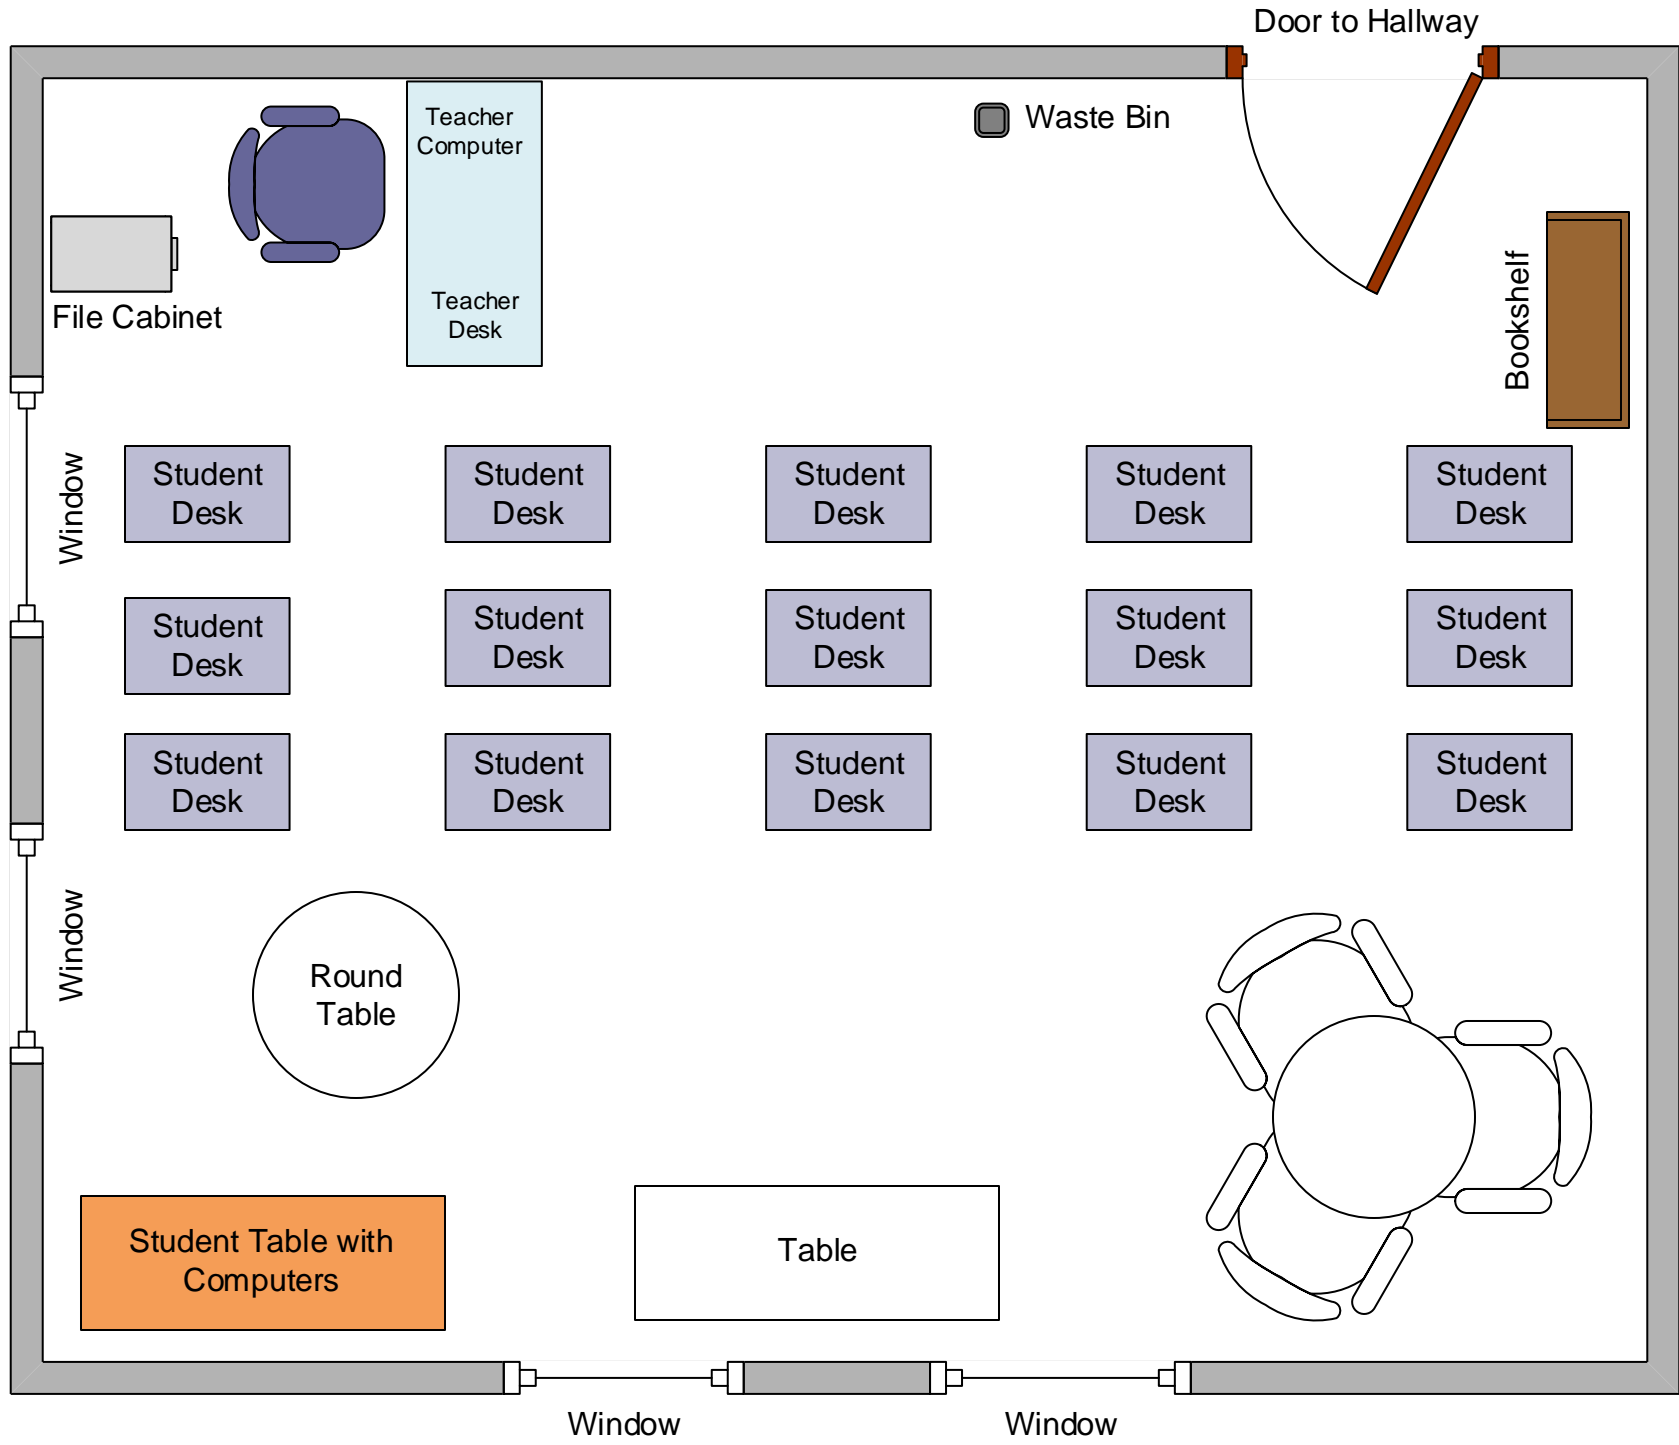 Door to Hallway
Teacher
Computer
Waste Bin
Teacher
Desk
File Cabinet
Bookshelf
Window
Student
Desk
Student
Desk
Student
Desk
Student
Desk
Student
Desk
Student
Desk
Student
Desk
Student
Desk
Student
Desk
Student
Desk
Student
Desk
Student
Desk
Student
Desk
Student
Desk
Student
Desk
Window
Round
Table
Student Table with
Computers
Table
Window
Window